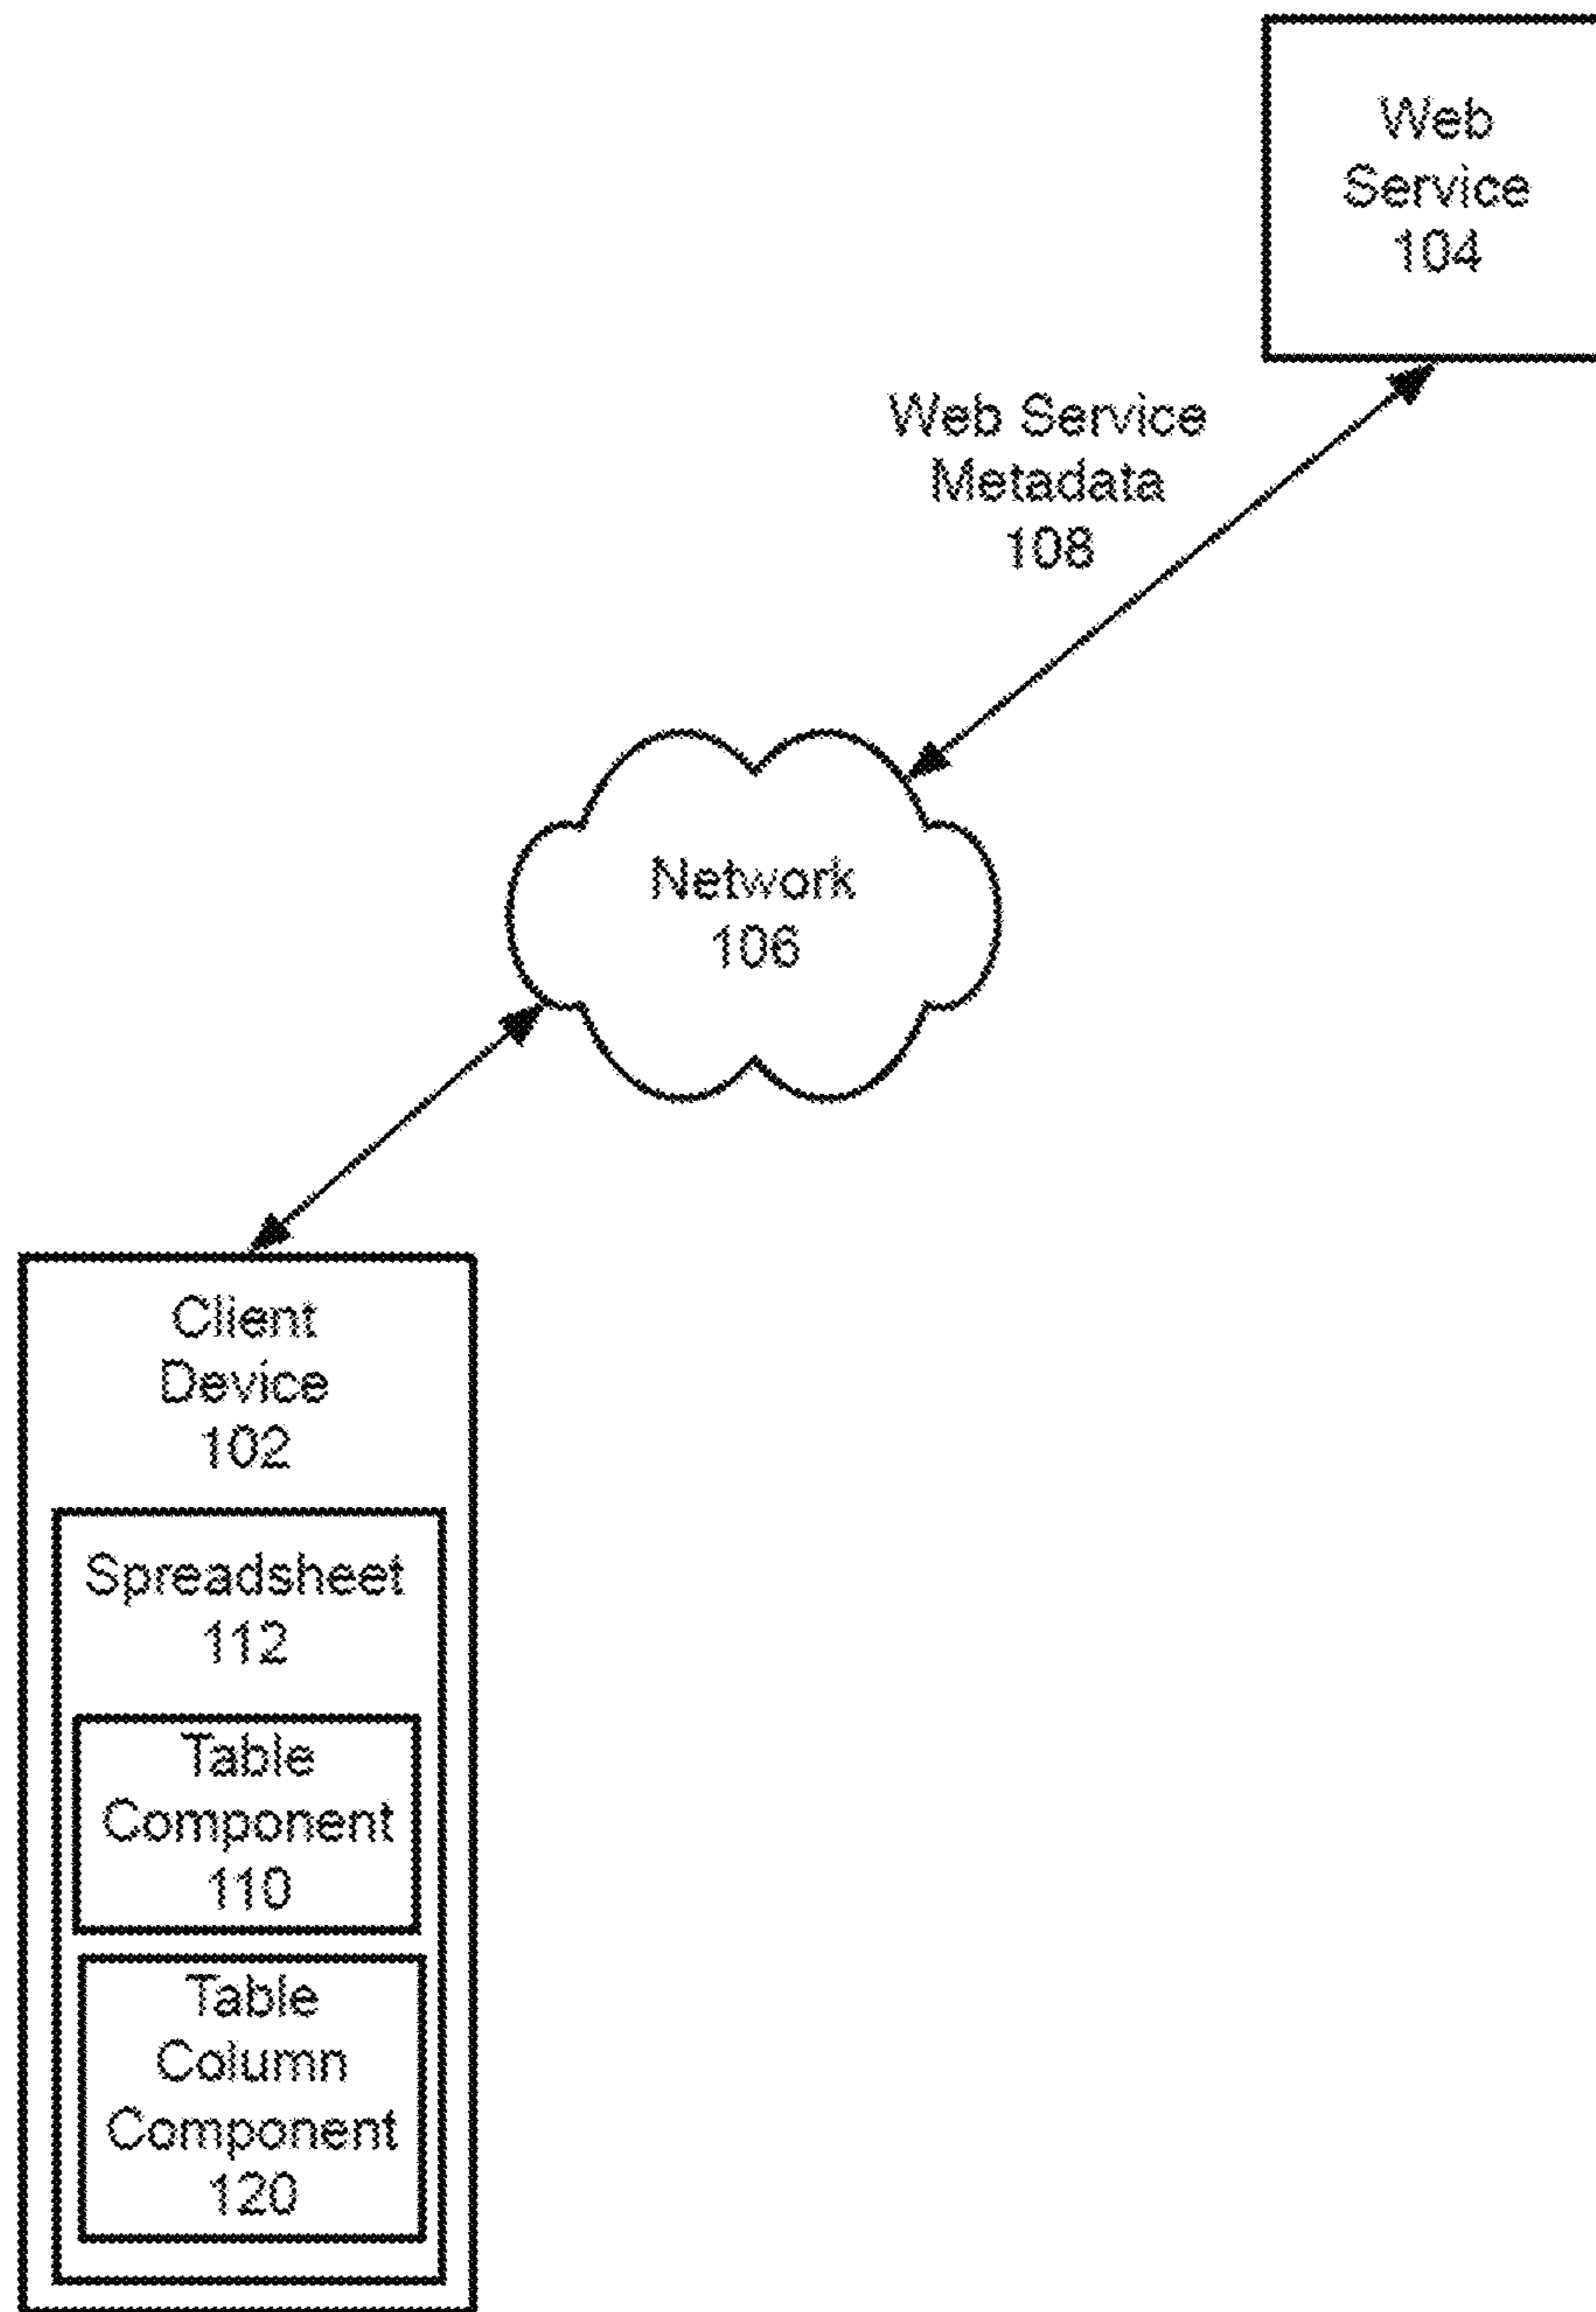 Web
Service
104
Web Service
Metadata
108
Network
106
Client
Device
102
Spreadsheet
112
Table
Component
110
Table
Column
Component
120